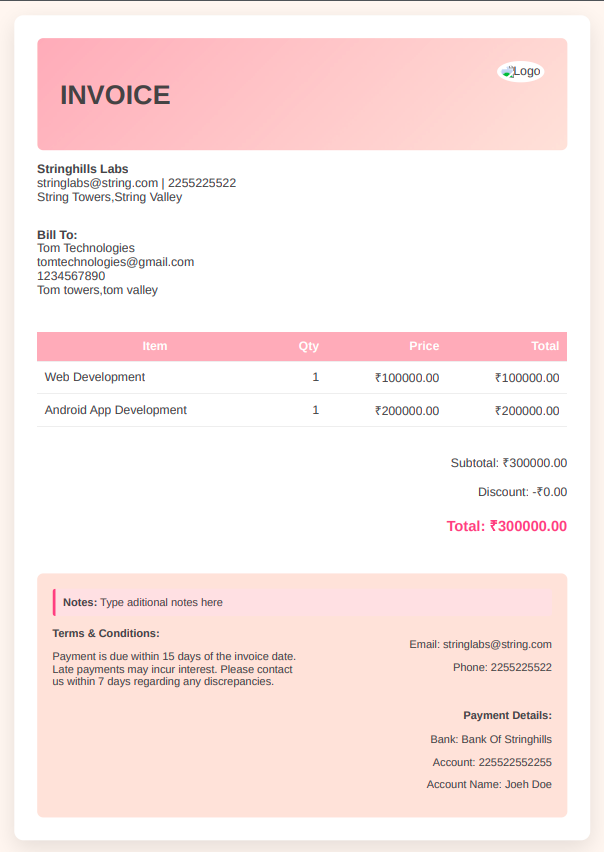 INVOICE
Logo
Stringhills Labs
stringlabs@string.com | 2255225522
String Towers,String Valley
Bill To:
Tom Technologies
tomtechnologies@gmail.com
1234567890
Tom towers,tom valley
Item Qty Price Total
Web Development 1 ₹100000.00 ₹100000.00
Android App Development 1 ₹200000.00 ₹200000.00
Subtotal: ₹300000.00
Discount: -₹0.00
Total: ₹300000.00
Notes: Type aditional notes here
Terms & Conditions:
Payment is due within 15 days of the invoice date.
Late payments may incur interest. Please contact
us within 7 days regarding any discrepancies.
Email: stringlabs@string.com
Phone: 2255225522
Payment Details:
Bank: Bank Of Stringhills
Account: 225522552255
Account Name: Joeh Doe